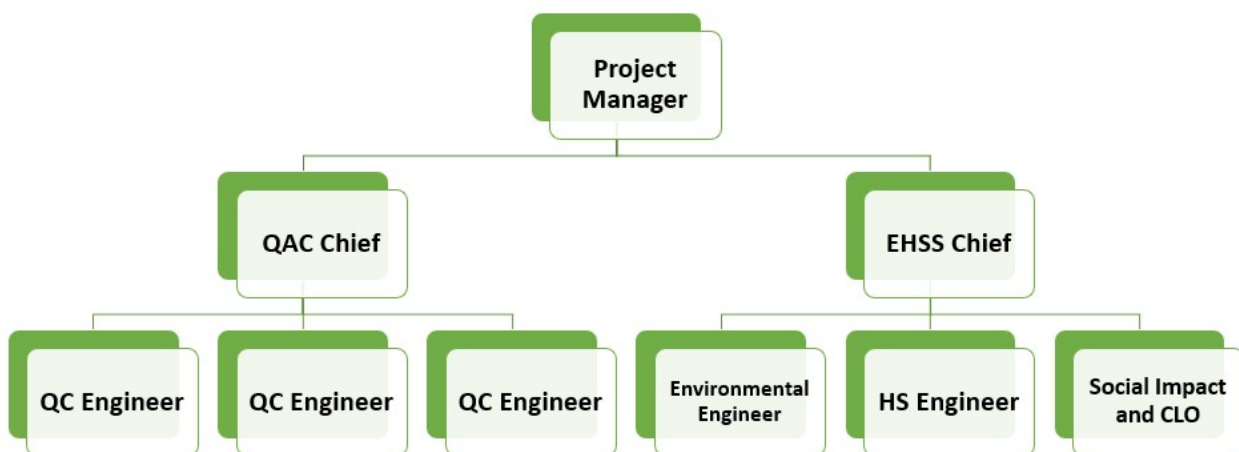 Project
Manager
QAC Chief
EHSS Chief
QC Engineer
QC Engineer
QC Engineer
Environmental
Engineer
HS Engineer
Social Impact
and CLO